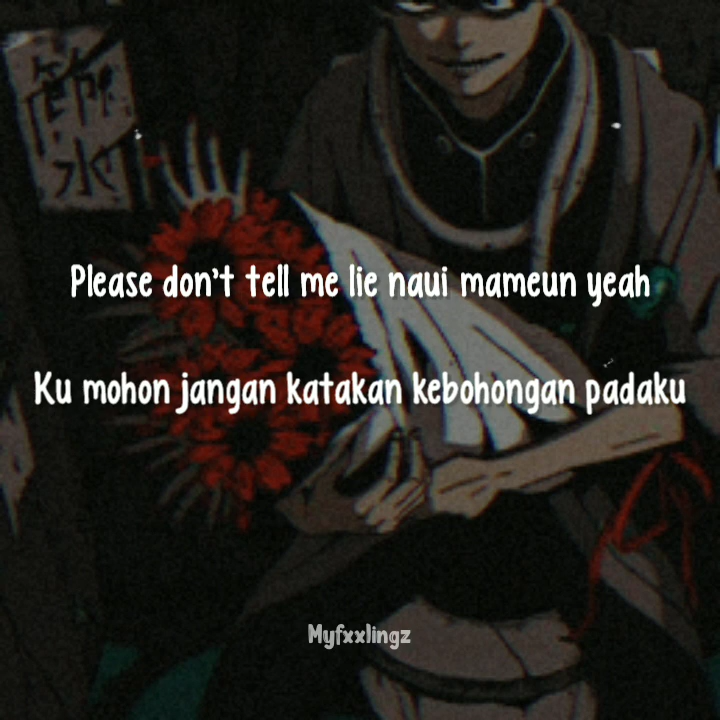 Please don't tell me lie naui mameun yeah
Ku mohon jangan katakan kebohongan padaku
Myfxxlingz